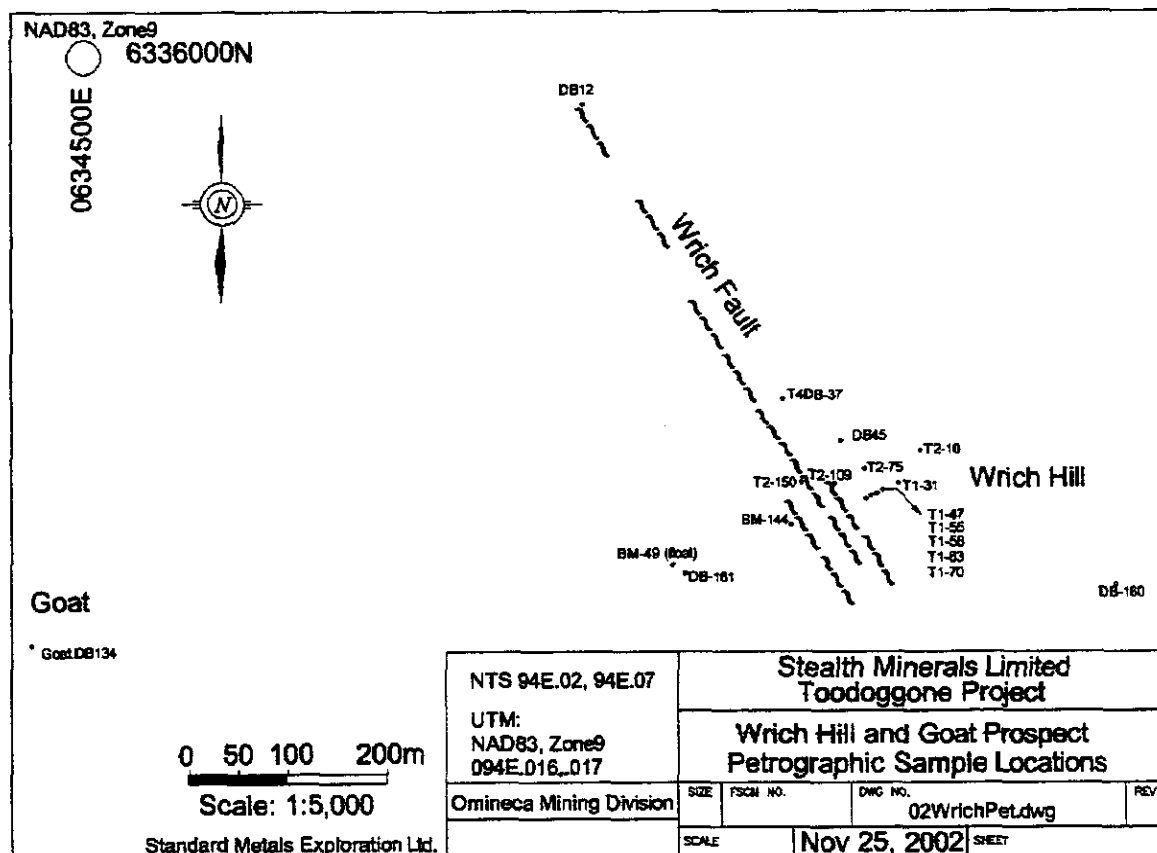 NAD83, Zone9
6336000N
0634500E
N
DB12
Wrich Fault
T4DB-37
DB45
T2-10
T2-75
T2-109
T2-150
T1-31
Wrich Hill
BM-144
T1-47
T1-55
T1-58
T1-63
T1-70
BM-49 (float)
DB-161
DB-160
Goat
Goat.DB134
0 50 100 200m
Scale: 1:5,000
Standard Metals Exploration Ltd.
NTS 94E.02, 94E.07
UTM:
NAD83, Zone9
094E.016,.017
Omineca Mining Division
Stealth Minerals Limited
Toodoggone Project
Wrich Hill and Goat Prospect
Petrographic Sample Locations
SIZE FSCM NO. DWG NO. REV
02WrichPet.dwg
SCALE Nov 25, 2002 SHEET